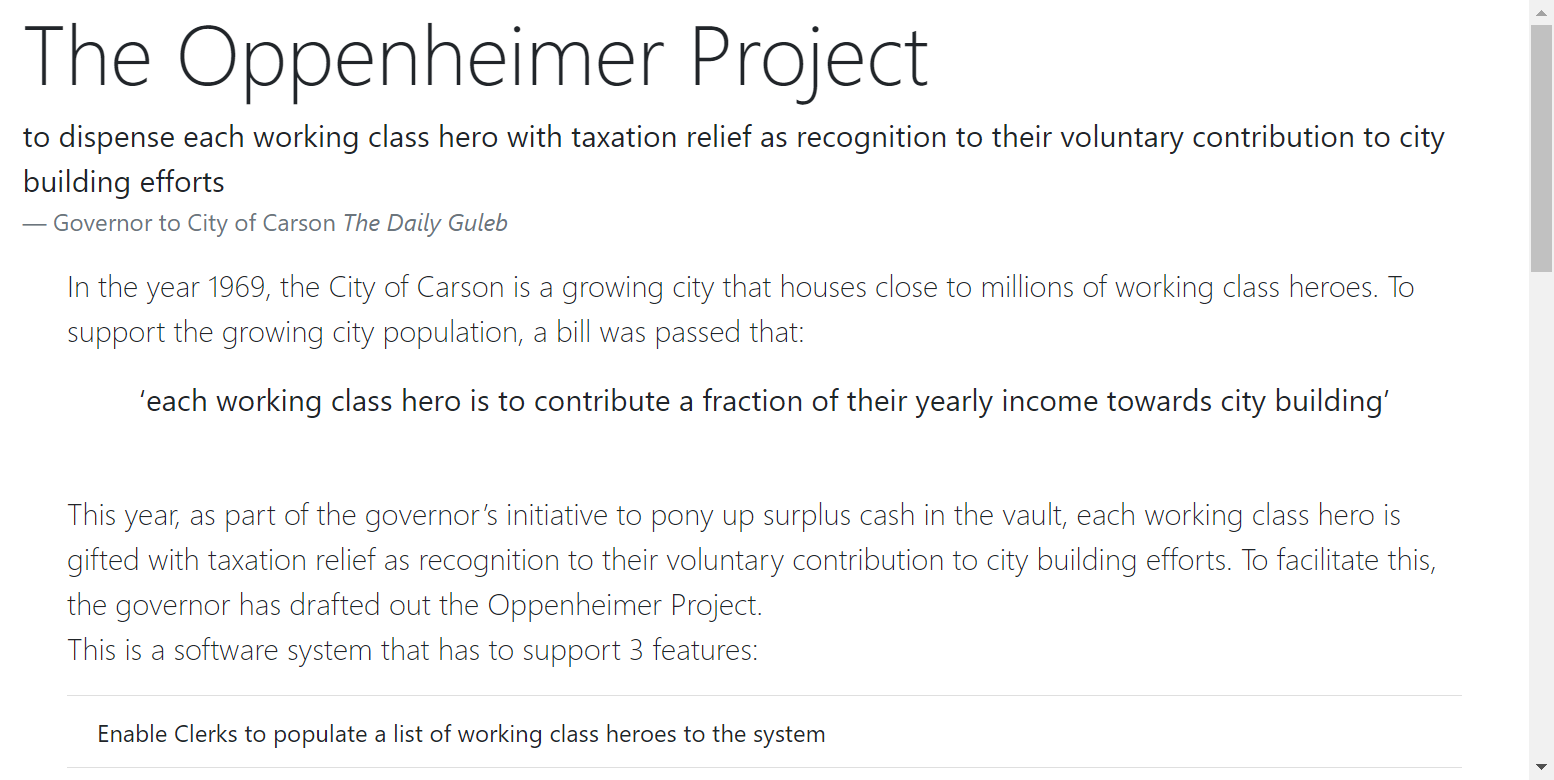 The Oppenheimer Project
to dispense each working class hero with taxation relief as recognition to their voluntary contribution to city
building efforts
— Governor to City of Carson The Daily Guleb
In the year 1969, the City of Carson is a growing city that houses close to millions of working class heroes. To
support the growing city population, a bill was passed that:
‘each working class hero is to contribute a fraction of their yearly income towards city building’
This year, as part of the governor’s initiative to pony up surplus cash in the vault, each working class hero is
gifted with taxation relief as recognition to their voluntary contribution to city building efforts. To facilitate this,
the governor has drafted out the Oppenheimer Project.
This is a software system that has to support 3 features:
Enable Clerks to populate a list of working class heroes to the system